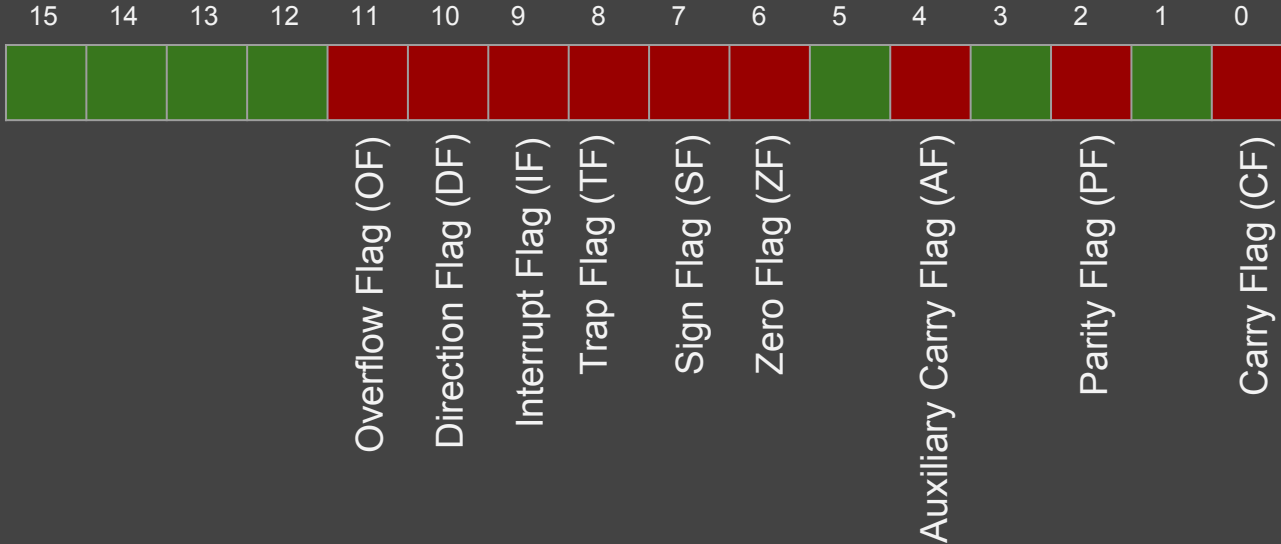 15 14 13 12 11 10 9 8 7 6 5 4 3 2 1 0
Overflow Flag (OF)
Direction Flag (DF)
Interrupt Flag (IF)
Trap Flag (TF)
Sign Flag (SF)
Zero Flag (ZF)
Auxiliary Carry Flag (AF)
Parity Flag (PF)
Carry Flag (CF)